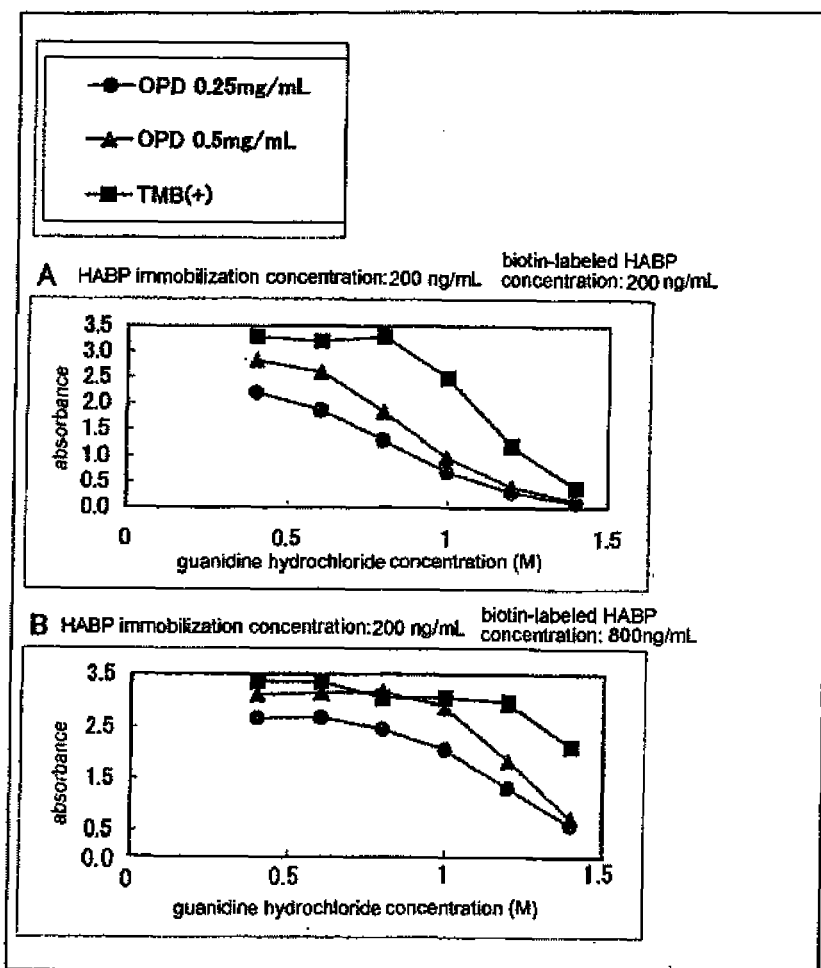 OPD 0.25mg/mL
OPD 0.5mg/mL
TMB(+)
A HABP immobilization concentration:200 ng/mL biotin-labeled HABP
concentration: 200 ng/mL
3.5
3.0
2.5
2.0
1.5
1.0
0.5
0.0
absorbance
0 0.5 1 1.5
guanidine hydrochloride concentration (M)
B HABP immobilization concentration:200 ng/mL biotin-labeled HABP
concentration: 800ng/mL
3.5
2.5
1.5
0.5
0.0
absorbance
0 0.5 1 1.5
guanidine hydrochloride concentration (M)